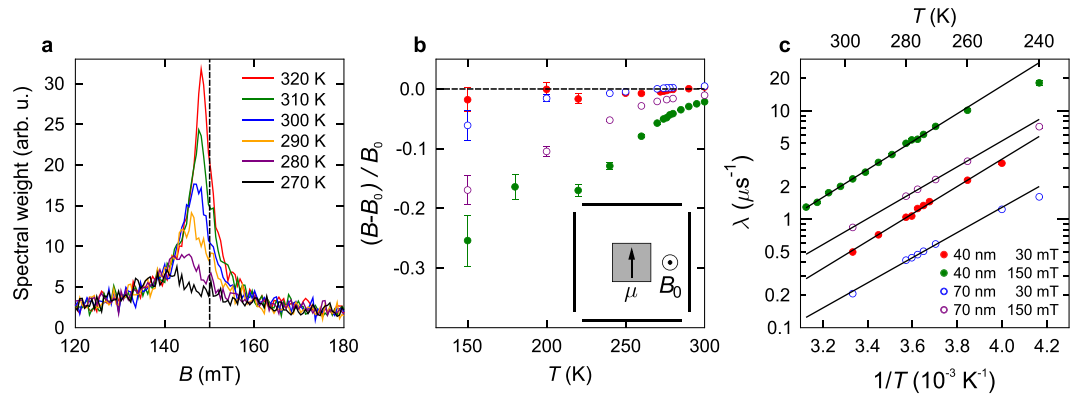 a
Spectral weight (arb. u.)
30
25
20
15
10
5
0
120
140
160
180
B (mT)
320 K
310 K
300 K
290 K
280 K
270 K
b
(B-B0) / B0
0.0
-0.1
-0.2
-0.3
150
200
250
300
T (K)
μ
B0
c
T (K)
300
280
260
240
λ (μs⁻¹)
20
10
5
2
1
0.5
0.2
0.1
3.2
3.4
3.6
3.8
4.0
4.2
1/T (10⁻³ K⁻¹)
40 nm 30 mT
40 nm 150 mT
70 nm 30 mT
70 nm 150 mT